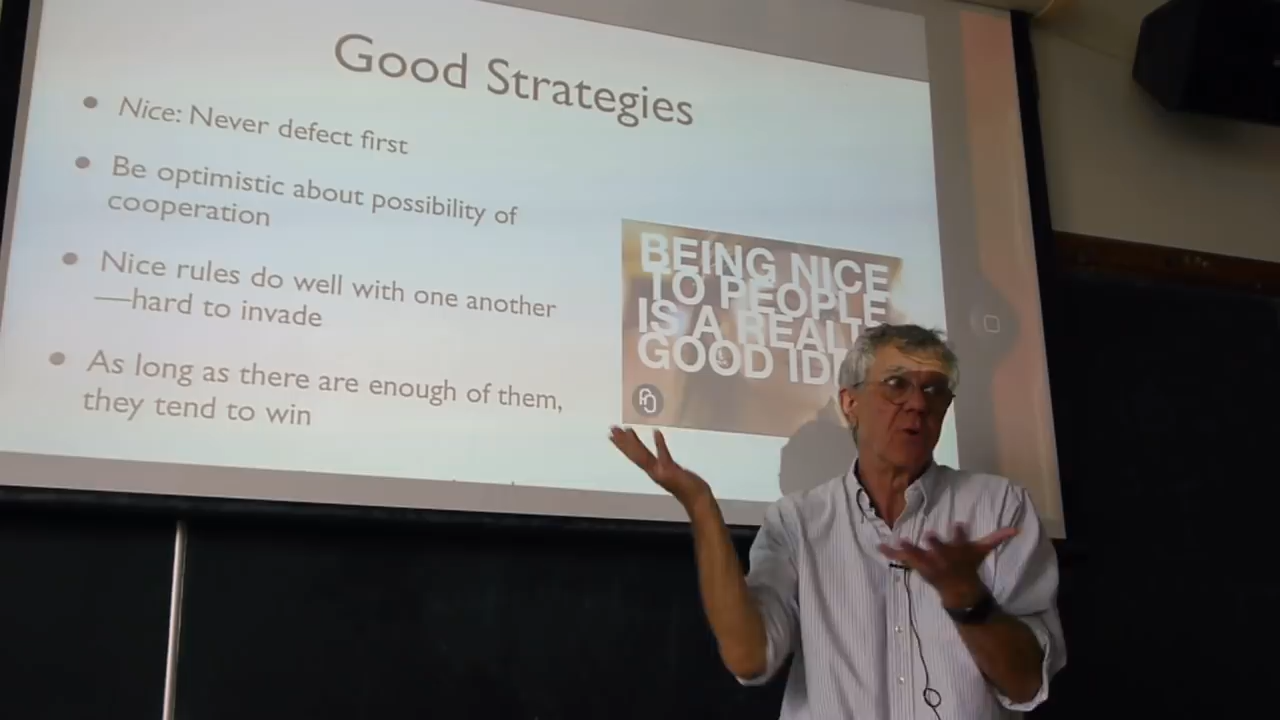 Good Strategies
• Nice: Never defect first
• Be optimistic about possibility of
cooperation
• Nice rules do well with one another
—hard to invade
• As long as there are enough of them,
they tend to win
BEING NICE
TO PEOPLE
IS A
GOOD